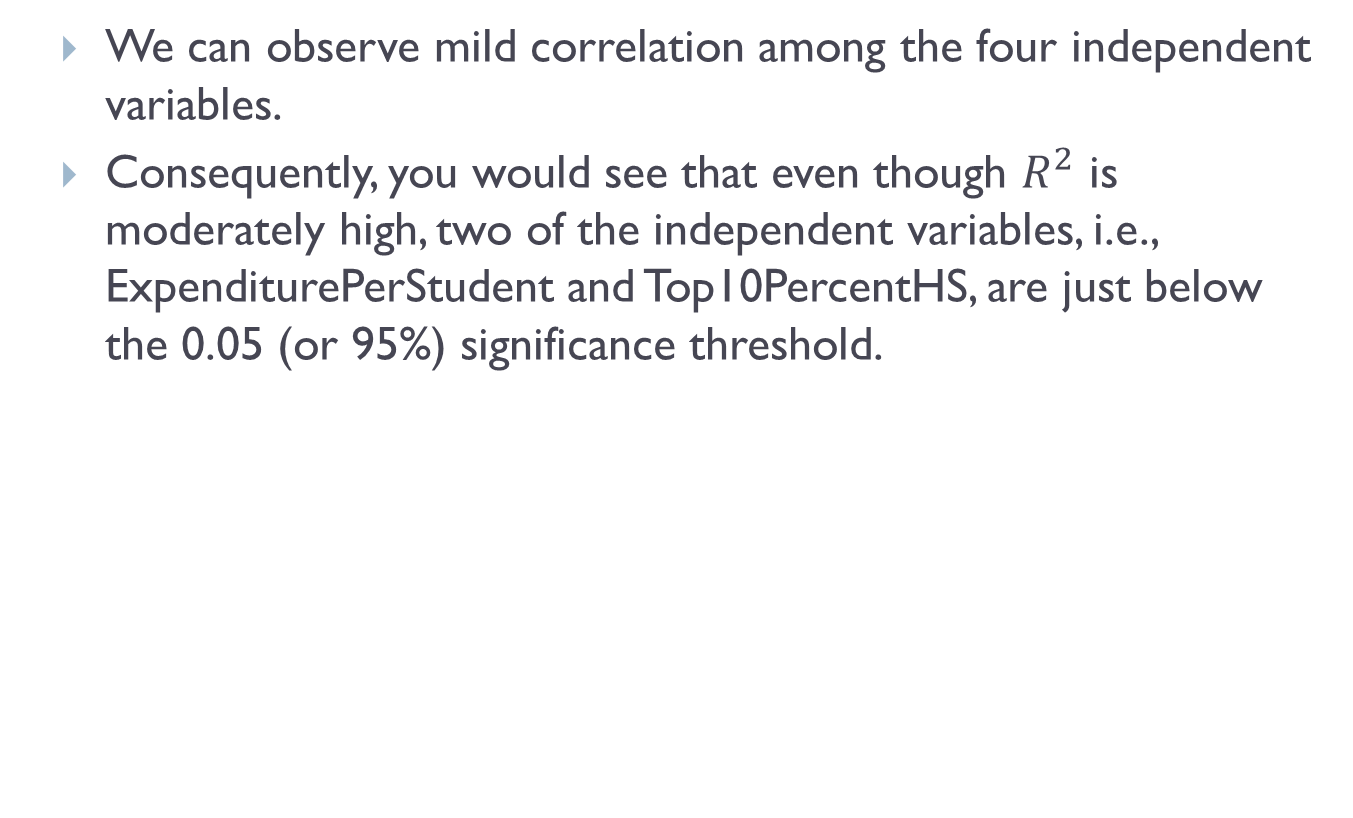 We can observe mild correlation among the four independent
variables.
Consequently, you would see that even though R² is
moderately high, two of the independent variables, i.e.,
ExpenditurePerStudent and Top10PercentHS, are just below
the 0.05 (or 95%) significance threshold.